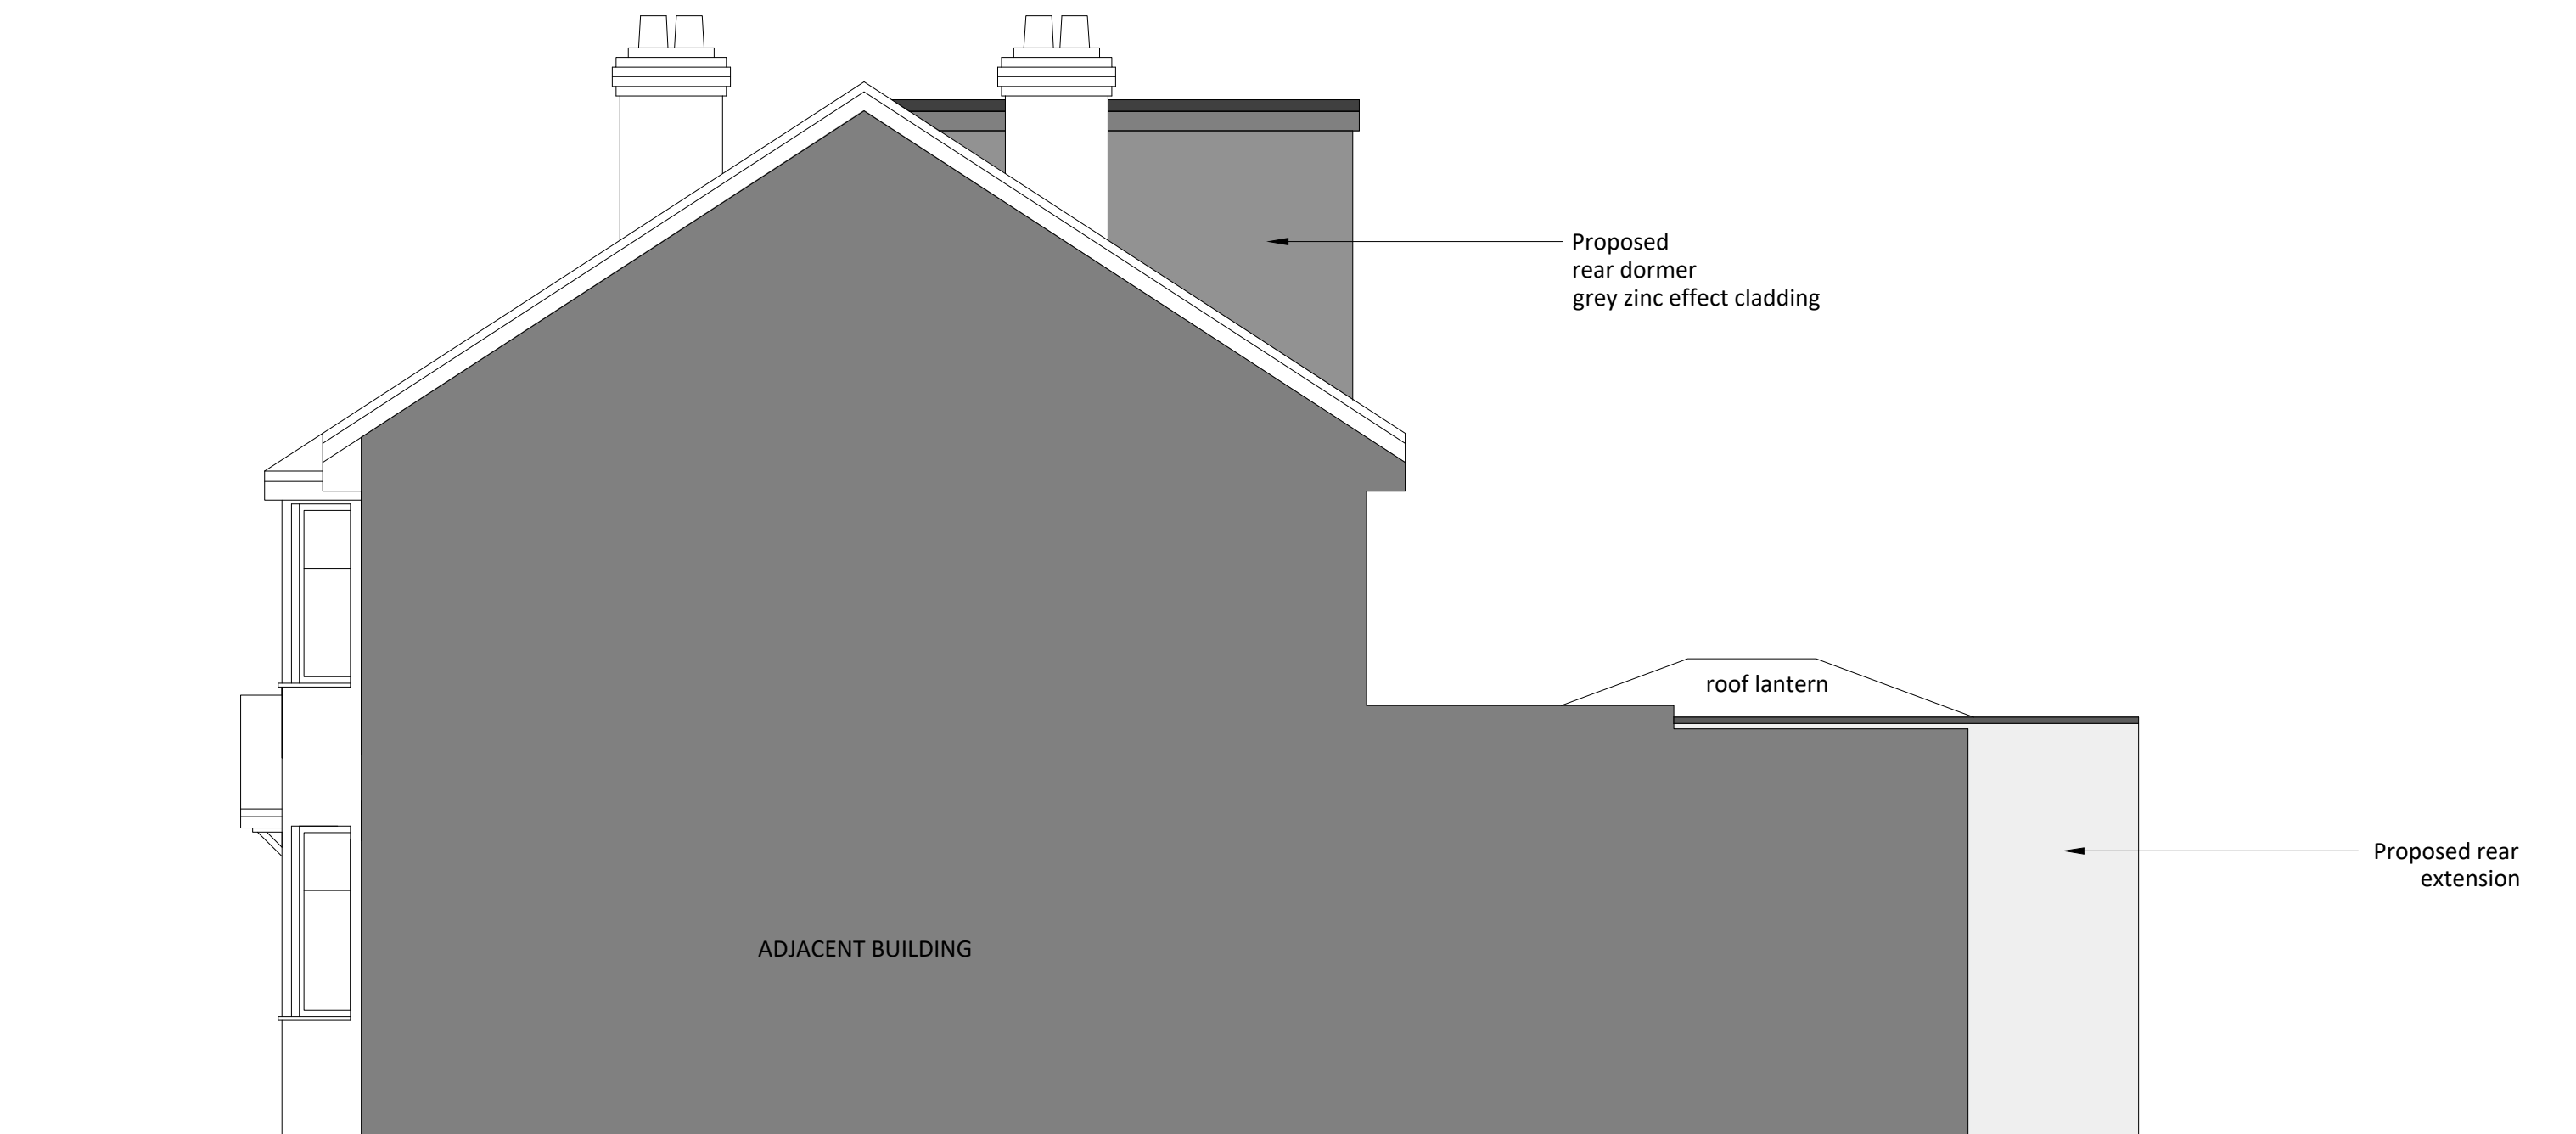 Proposed
rear dormer
grey zinc effect cladding
roof lantern
Proposed rear
extension
ADJACENT BUILDING